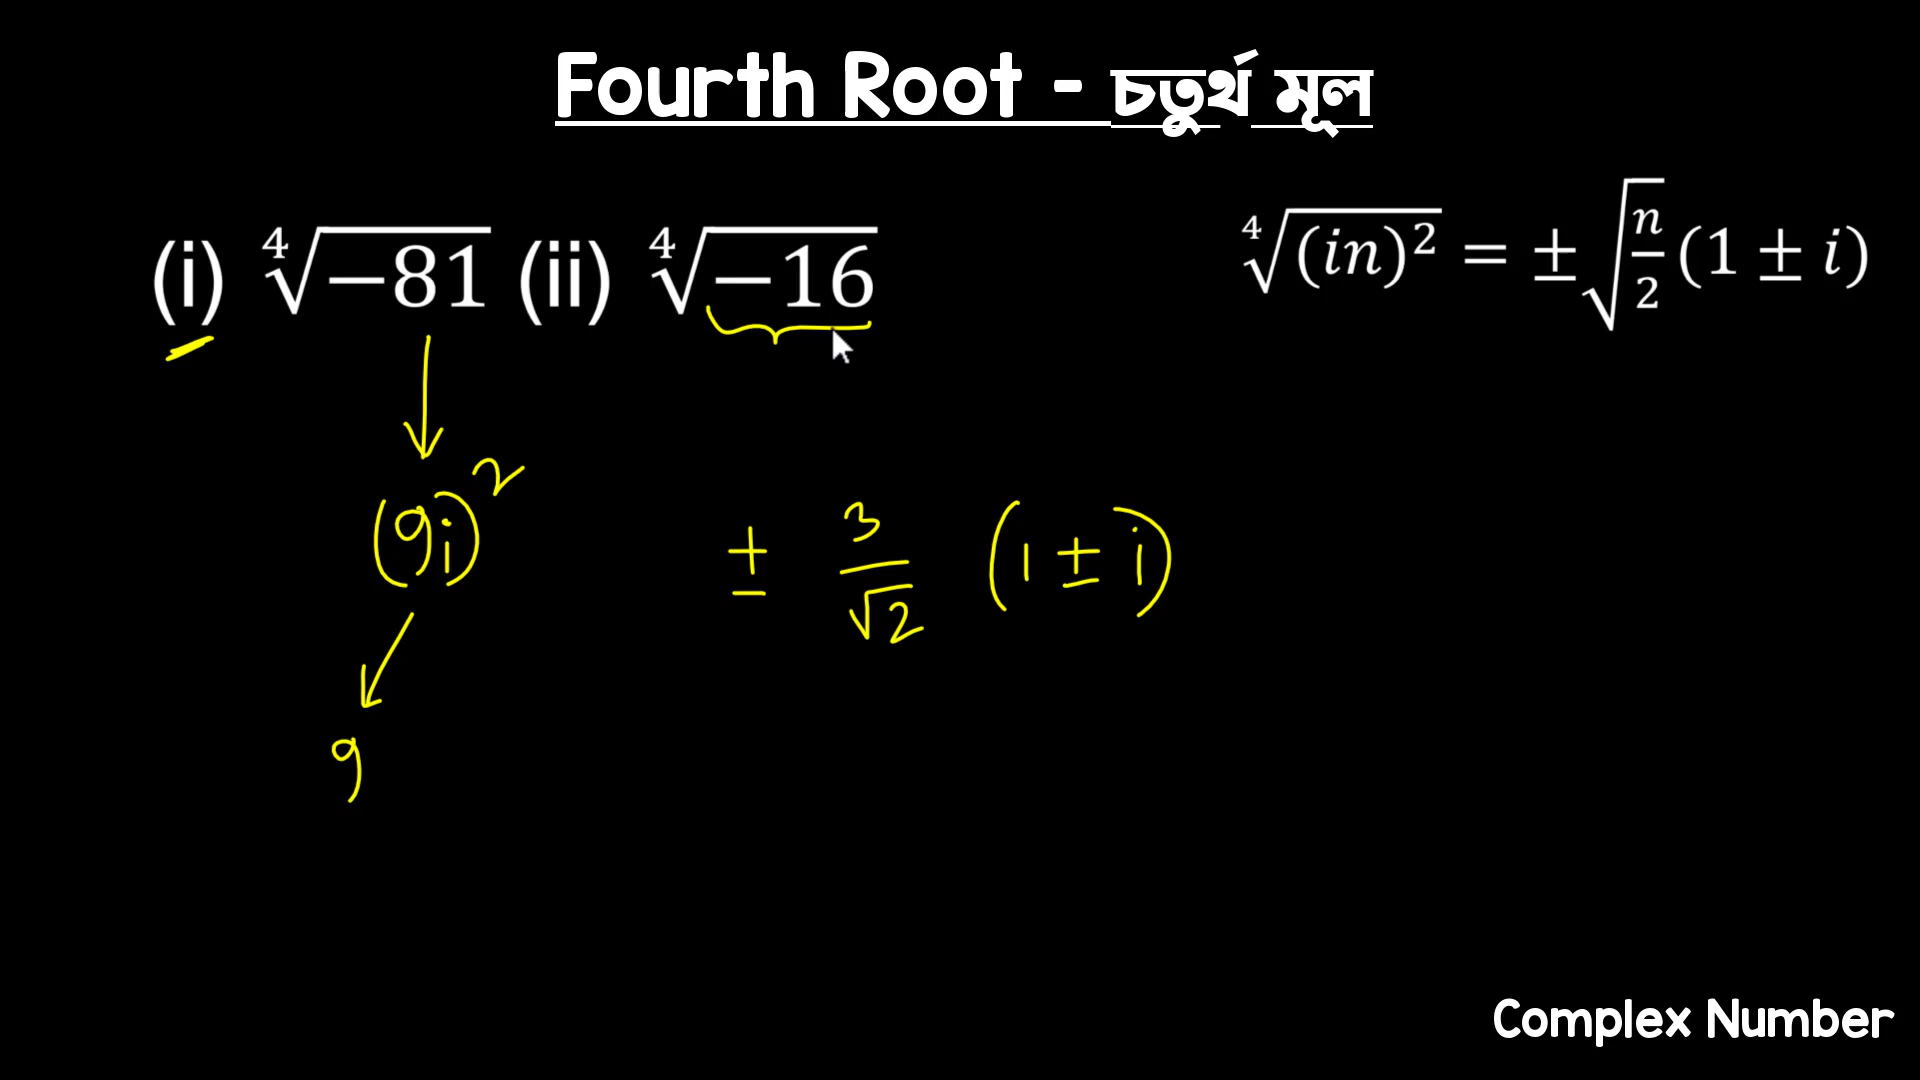 Fourth Root - চতুর্থ মূল
(i) ∜−81 (ii) ∜−16
∜(in)² = ±√(n/2) (1 ± i)
(9i)²
± 3/√2 (1 ± i)
9
Complex Number